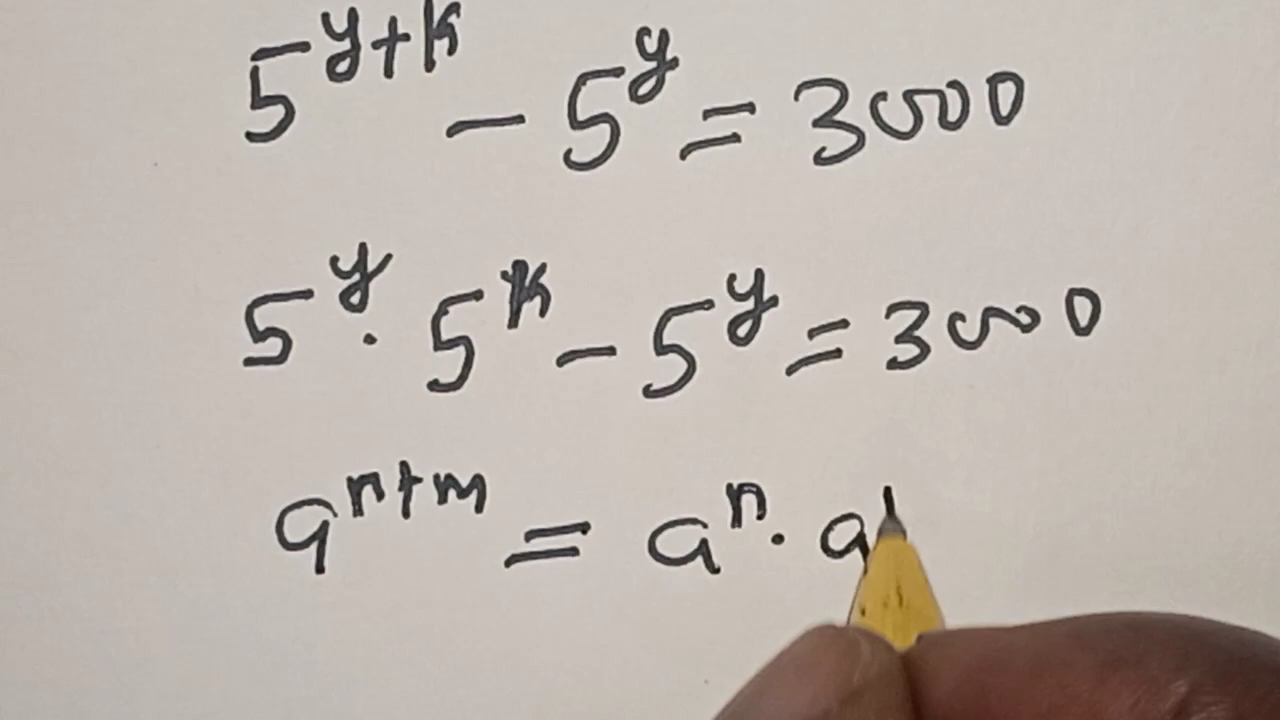 5^{y+k} - 5^y = 3000
5^y · 5^k - 5^y = 3000
a^{n+m} = a^n · a